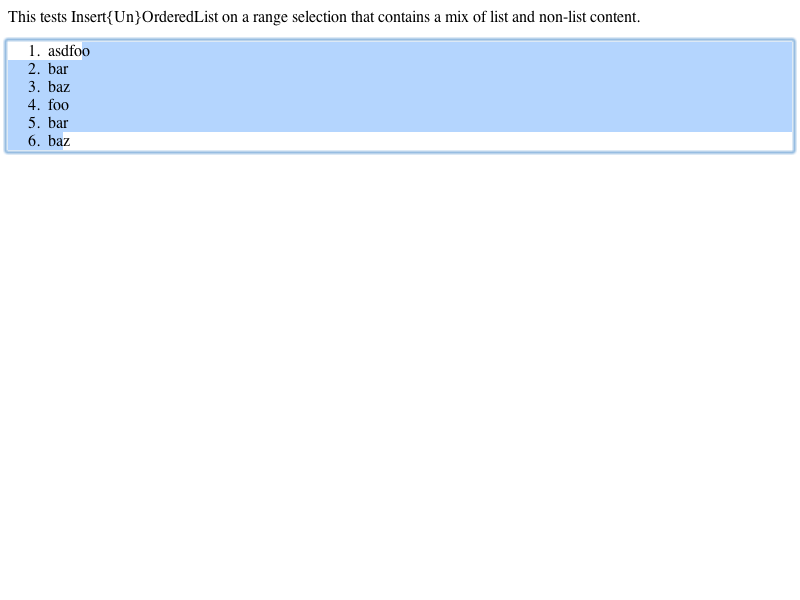 This tests Insert{Un}OrderedList on a range selection that contains a mix of list and non-list content.
1. asdfoo
2. bar
3. baz
4. foo
5. bar
6. baz